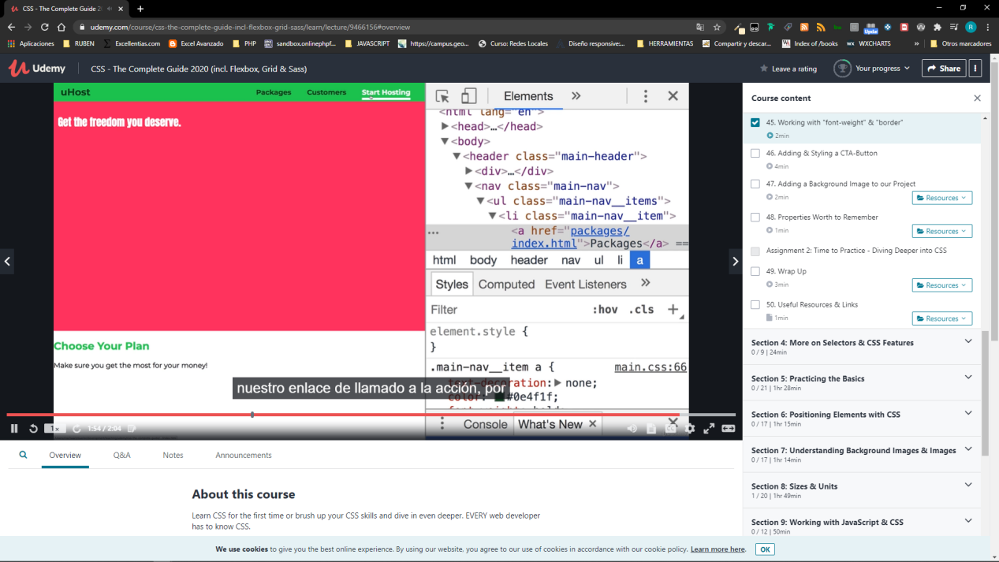 CSS - The Complete Guide 2
udemy.com/course/css-the-complete-guide-incl-flexbox-grid-sass/learn/lecture/9466156#overview
Aplicaciones
RUBEN
Excellentias.com
Excel Avanzado
PHP
sandbox.onlinephpf...
JAVASCRIPT
https://campus.geo...
Curso: Redes Locales
Diseño responsive:...
HERRAMIENTAS
Compartir y descar...
Index of /books
WXCHARTS
»
Otros marcadores
Udemy
CSS - The Complete Guide 2020 (incl. Flexbox, Grid & Sass)
Leave a rating
Your progress
Share
uHost
Packages
Customers
Start Hosting
Get the freedom you deserve.
Choose Your Plan
Make sure you get the most for your money!
Elements
»
<html lang="en">
<head>…</head>
<body>
<header class="main-header">
<div>…</div>
<nav class="main-nav">
<ul class="main-nav__items">
<li class="main-nav__item">
<a href="packages/
index.html">Packages</a> ==
html body header nav ul li a
Styles
Computed
Event Listeners
»
Filter
:hov .cls +
element.style {
}
.main-nav__item a {
main.css:66
text-decoration: none;
color: #0e4f1f;
nuestro enlace de llamado a la acción, por
Console
What's New
1x
1:54 / 2:04
Course content
45. Working with "font-weight" & "border"
2min
46. Adding & Styling a CTA-Button
4min
47. Adding a Background Image to our Project
2min
Resources
48. Properties Worth to Remember
1min
Resources
Assignment 2: Time to Practice - Diving Deeper into CSS
49. Wrap Up
3min
Resources
50. Useful Resources & Links
1min
Resources
Section 4: More on Selectors & CSS Features
0 / 9 | 24min
Section 5: Practicing the Basics
0 / 21 | 1hr 28min
Section 6: Positioning Elements with CSS
0 / 17 | 1hr 15min
Section 7: Understanding Background Images & Images
0 / 17 | 1hr 14min
Section 8: Sizes & Units
1 / 20 | 1hr 49min
Section 9: Working with JavaScript & CSS
0 / 12 | 50min
Overview
Q&A
Notes
Announcements
About this course
Learn CSS for the first time or brush up your CSS skills and dive in even deeper. EVERY web developer
has to know CSS.
We use cookies to give you the best online experience. By using our website, you agree to our use of cookies in accordance with our cookie policy. Learn more here.
OK